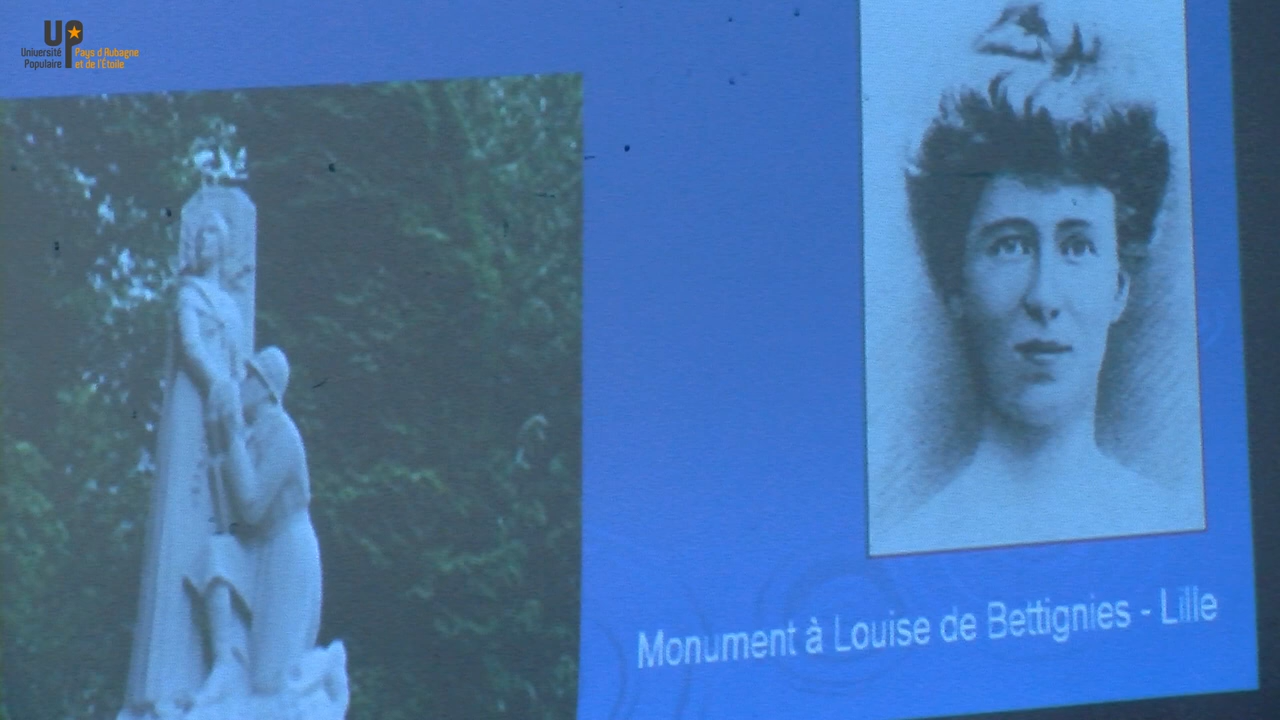 UP
Université
Populaire
Pays d'Aubagne
et de l'Étoile
Monument à Louise de Bettignies - Lille